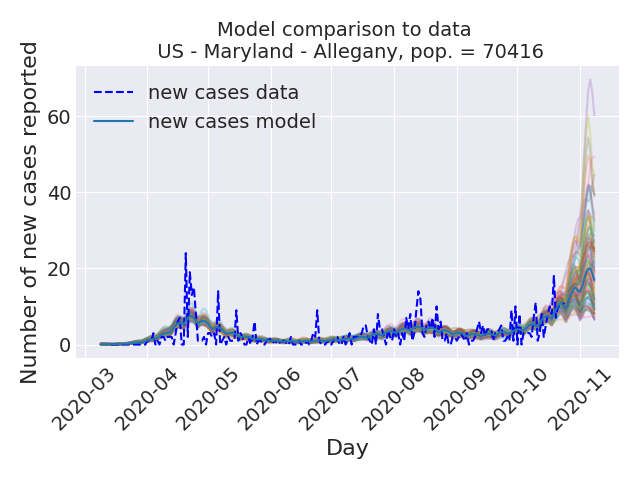 Model comparison to data
US - Maryland - Allegany, pop. = 70416
Number of new cases reported
60
40
20
0
new cases data
new cases model
2020-03
2020-04
2020-05
2020-06
2020-07
2020-08
2020-09
2020-10
2020-11
Day